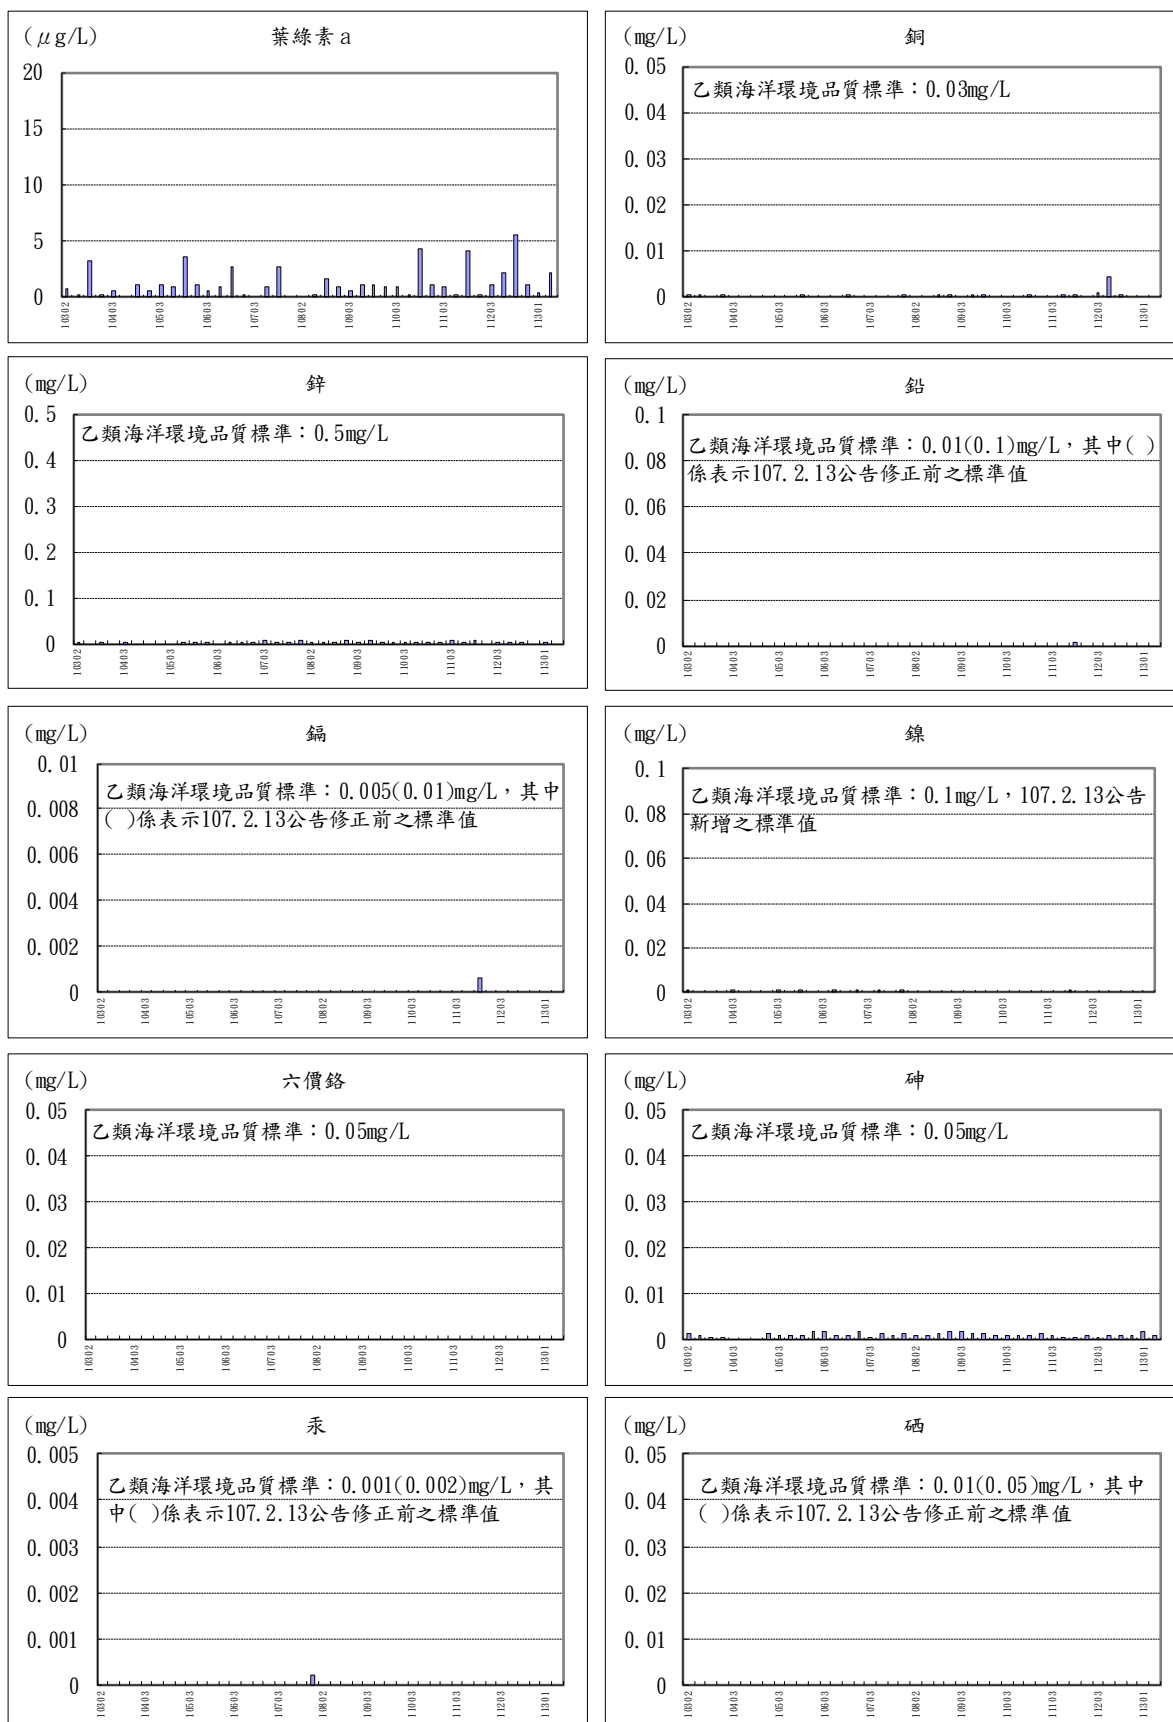 (μg/L) 葉綠素a
20
15
10
5
0
10302 10403 10503 10603 10703 10802 10903 11003 11103 11203 11301
(mg/L) 銅
0.05
乙類海洋環境品質標準：0.03mg/L
0.04
0.03
0.02
0.01
0
10302 10403 10503 10603 10703 10802 10903 11003 11103 11203 11301
(mg/L) 鋅
0.5
乙類海洋環境品質標準：0.5mg/L
0.4
0.3
0.2
0.1
0
10302 10403 10503 10603 10703 10802 10903 11003 11103 11203 11301
(mg/L) 鉛
0.1
乙類海洋環境品質標準：0.01(0.1)mg/L，其中( )
係表示107.2.13公告修正前之標準值
0.08
0.06
0.04
0.02
0
10302 10403 10503 10603 10703 10802 10903 11003 11103 11203 11301
(mg/L) 鎘
0.01
乙類海洋環境品質標準：0.005(0.01)mg/L，其中
( )係表示107.2.13公告修正前之標準值
0.008
0.006
0.004
0.002
0
10302 10403 10503 10603 10703 10802 10903 11003 11103 11203 11301
(mg/L) 鎳
0.1
乙類海洋環境品質標準：0.1mg/L，107.2.13公告
新增之標準值
0.08
0.06
0.04
0.02
0
10302 10403 10503 10603 10703 10802 10903 11003 11103 11203 11301
(mg/L) 六價鉻
0.05
乙類海洋環境品質標準：0.05mg/L
0.04
0.03
0.02
0.01
0
10302 10403 10503 10603 10703 10802 10903 11003 11103 11203 11301
(mg/L) 砷
0.05
乙類海洋環境品質標準：0.05mg/L
0.04
0.03
0.02
0.01
0
10302 10403 10503 10603 10703 10802 10903 11003 11103 11203 11301
(mg/L) 汞
0.005
乙類海洋環境品質標準：0.001(0.002)mg/L，其
中( )係表示107.2.13公告修正前之標準值
0.004
0.003
0.002
0.001
0
10302 10403 10503 10603 10703 10802 10903 11003 11103 11203 11301
(mg/L) 硒
0.05
乙類海洋環境品質標準：0.01(0.05)mg/L，其中
( )係表示107.2.13公告修正前之標準值
0.04
0.03
0.02
0.01
0
10302 10403 10503 10603 10703 10802 10903 11003 11103 11203 11301